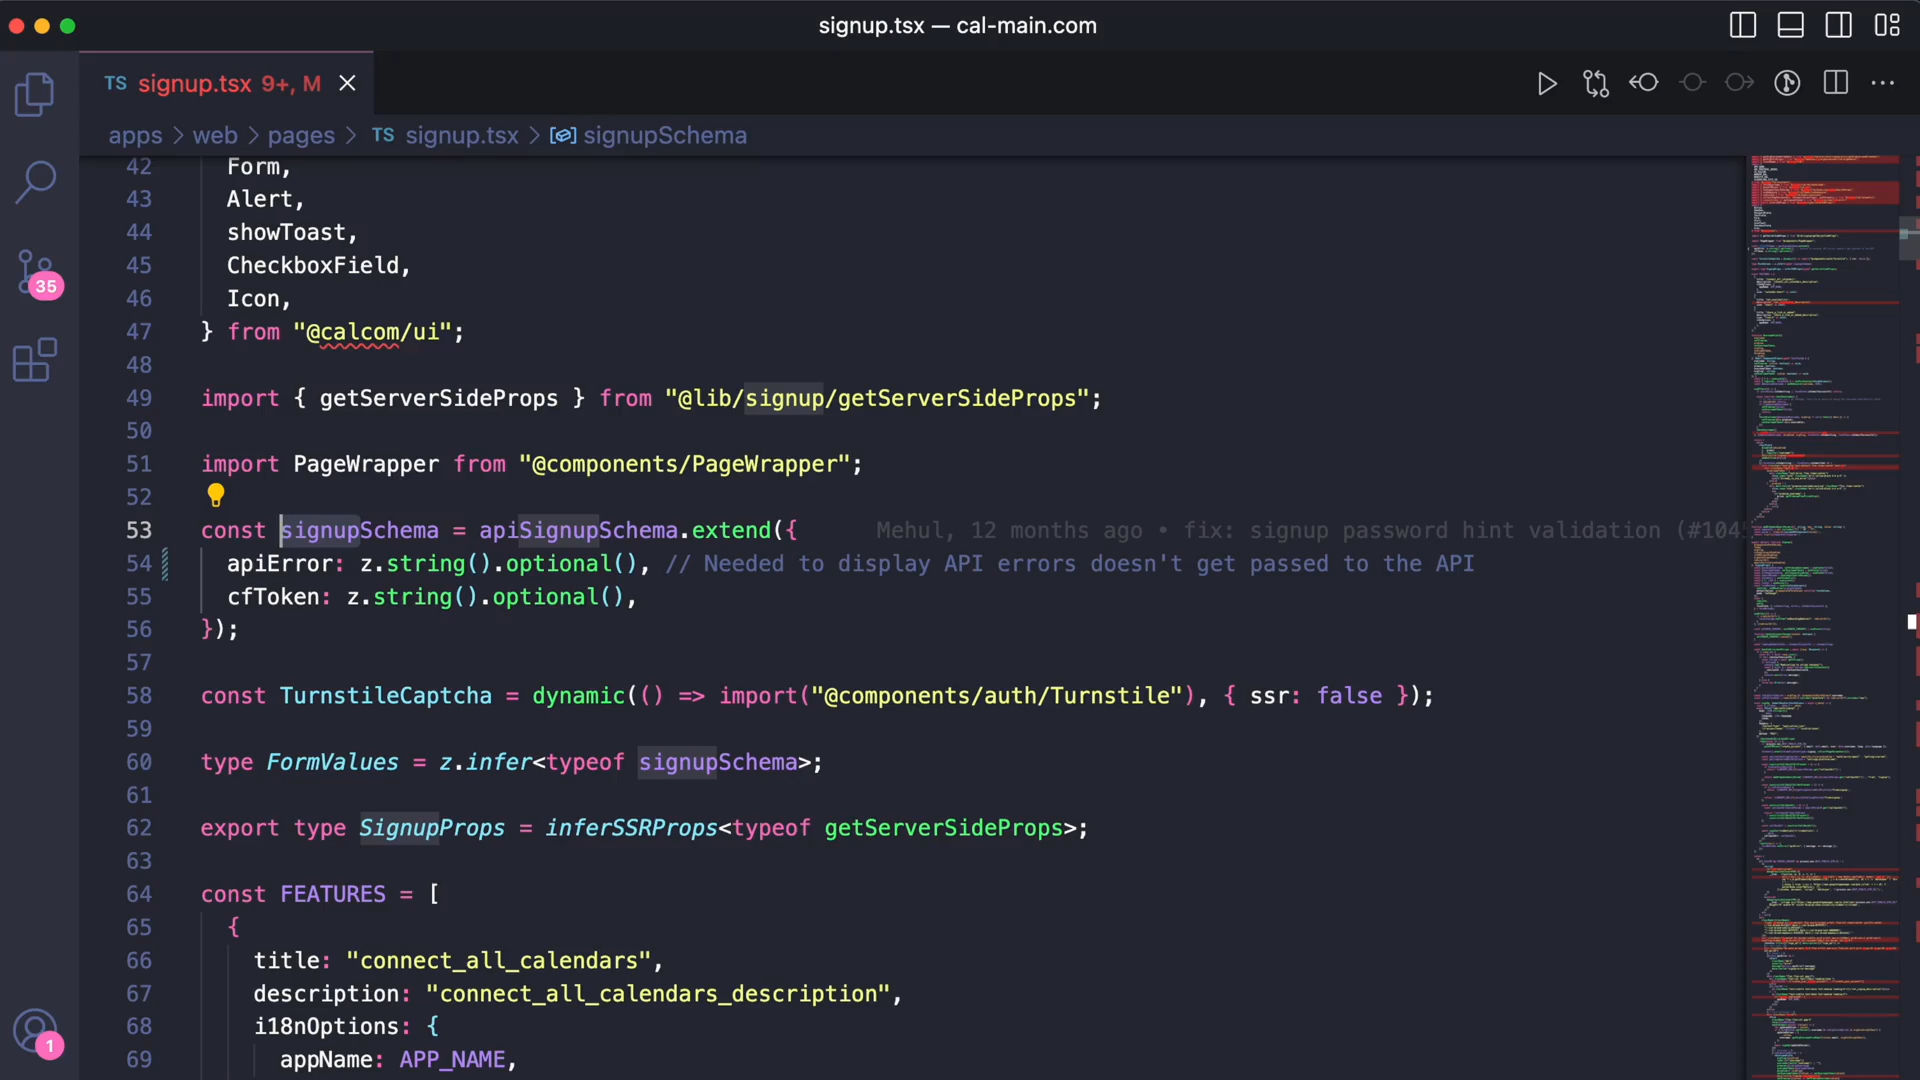 signup.tsx — cal-main.com
TS signup.tsx 9+, M
apps > web > pages > TS signup.tsx > signupSchema
42 Form,
43 Alert,
44 showToast,
45 CheckboxField,
46 Icon,
47 } from "@calcom/ui";
48
49 import { getServerSideProps } from "@lib/signup/getServerSideProps";
50
51 import PageWrapper from "@components/PageWrapper";
52
53 const signupSchema = apiSignupSchema.extend({ Mehul, 12 months ago • fix: signup password hint validation (#104
54 apiError: z.string().optional(), // Needed to display API errors doesn't get passed to the API
55 cfToken: z.string().optional(),
56 });
57
58 const TurnstileCaptcha = dynamic(() => import("@components/auth/Turnstile"), { ssr: false });
59
60 type FormValues = z.infer<typeof signupSchema>;
61
62 export type SignupProps = inferSSRProps<typeof getServerSideProps>;
63
64 const FEATURES = [
65 {
66 title: "connect_all_calendars",
67 description: "connect_all_calendars_description",
68 i18nOptions: {
69 appName: APP_NAME,
35
1